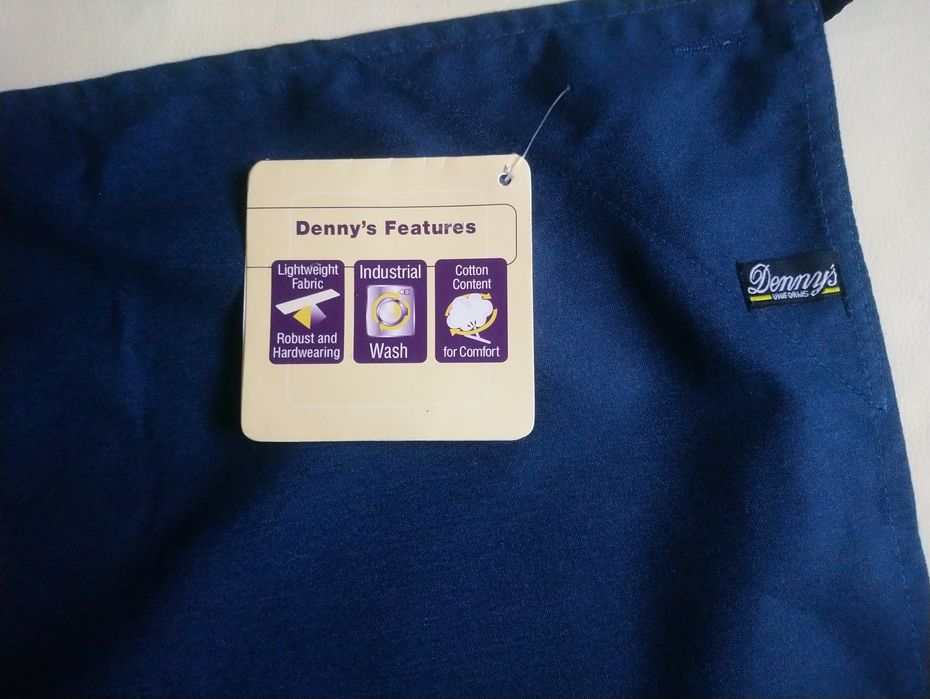 Denny's Features
Lightweight
Fabric
Robust and
Hardwearing
Industrial
Wash
Cotton
Content
for Comfort
Denny's
UNIFORMS